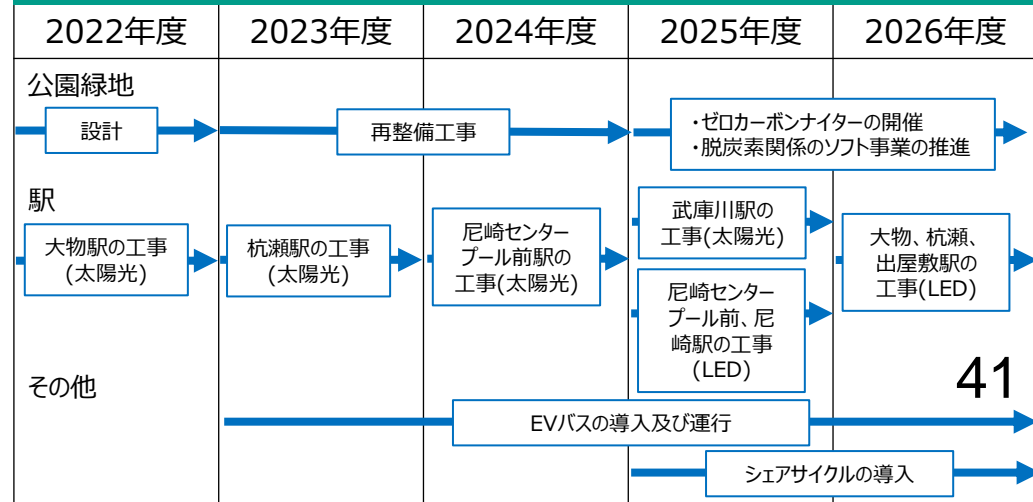 2022年度 2023年度 2024年度 2025年度 2026年度
公園緑地
設計
再整備工事
・ゼロカーボンナイターの開催
・脱炭素関係のソフト事業の推進
駅
大物駅の工事
(太陽光)
杭瀬駅の工事
(太陽光)
尼崎センター
プール前駅の
工事(太陽光)
武庫川駅の
工事(太陽光)
尼崎センター
プール前、尼
崎駅の工事
(LED)
大物、杭瀬、
出屋敷駅の
工事(LED)
41
その他
EVバスの導入及び運行
シェアサイクルの導入